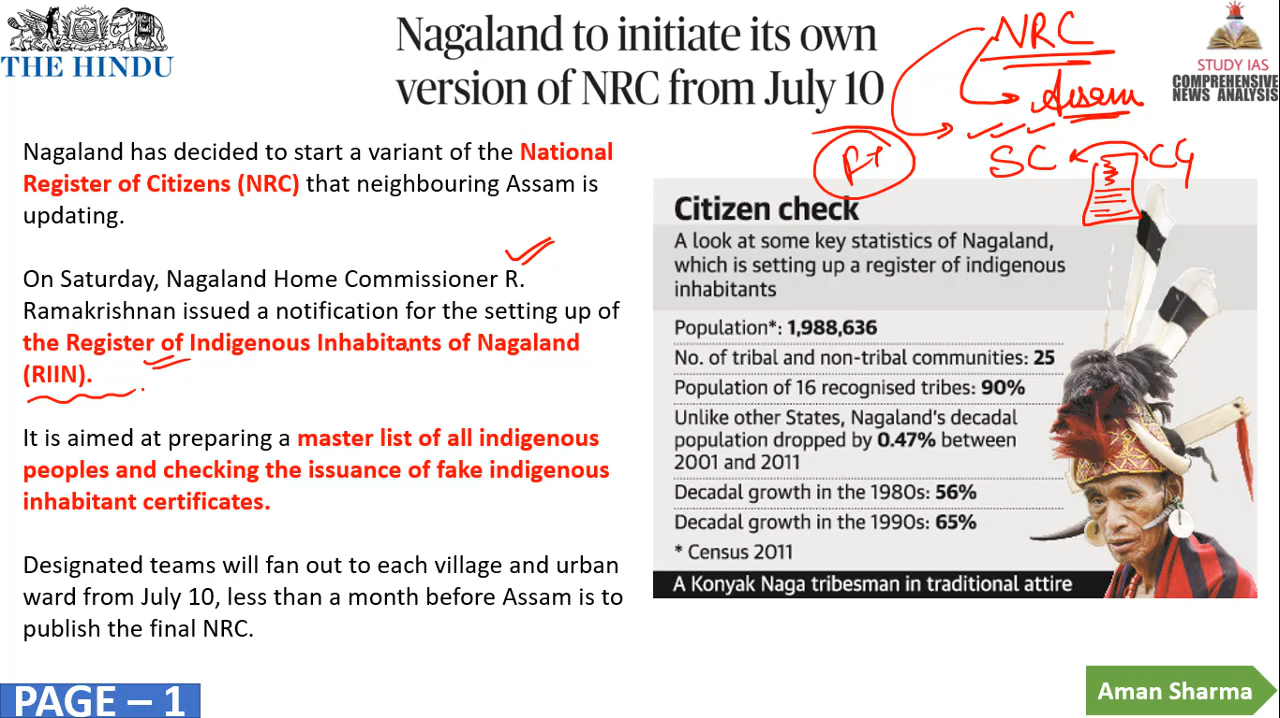 THE HINDU
Nagaland to initiate its own
version of NRC from July 10
NRC
Assam
SC
CG
STUDY IAS
COMPREHENSIVE
NEWS ANALYSIS
Nagaland has decided to start a variant of the National
Register of Citizens (NRC) that neighbouring Assam is
updating.
On Saturday, Nagaland Home Commissioner R.
Ramakrishnan issued a notification for the setting up of
the Register of Indigenous Inhabitants of Nagaland
(RIIN).
It is aimed at preparing a master list of all indigenous
peoples and checking the issuance of fake indigenous
inhabitant certificates.
Designated teams will fan out to each village and urban
ward from July 10, less than a month before Assam is to
publish the final NRC.
Citizen check
A look at some key statistics of Nagaland,
which is setting up a register of indigenous
inhabitants
Population*: 1,988,636
No. of tribal and non-tribal communities: 25
Population of 16 recognised tribes: 90%
Unlike other States, Nagaland's decadal
population dropped by 0.47% between
2001 and 2011
Decadal growth in the 1980s: 56%
Decadal growth in the 1990s: 65%
* Census 2011
A Konyak Naga tribesman in traditional attire
PAGE – 1
Aman Sharma